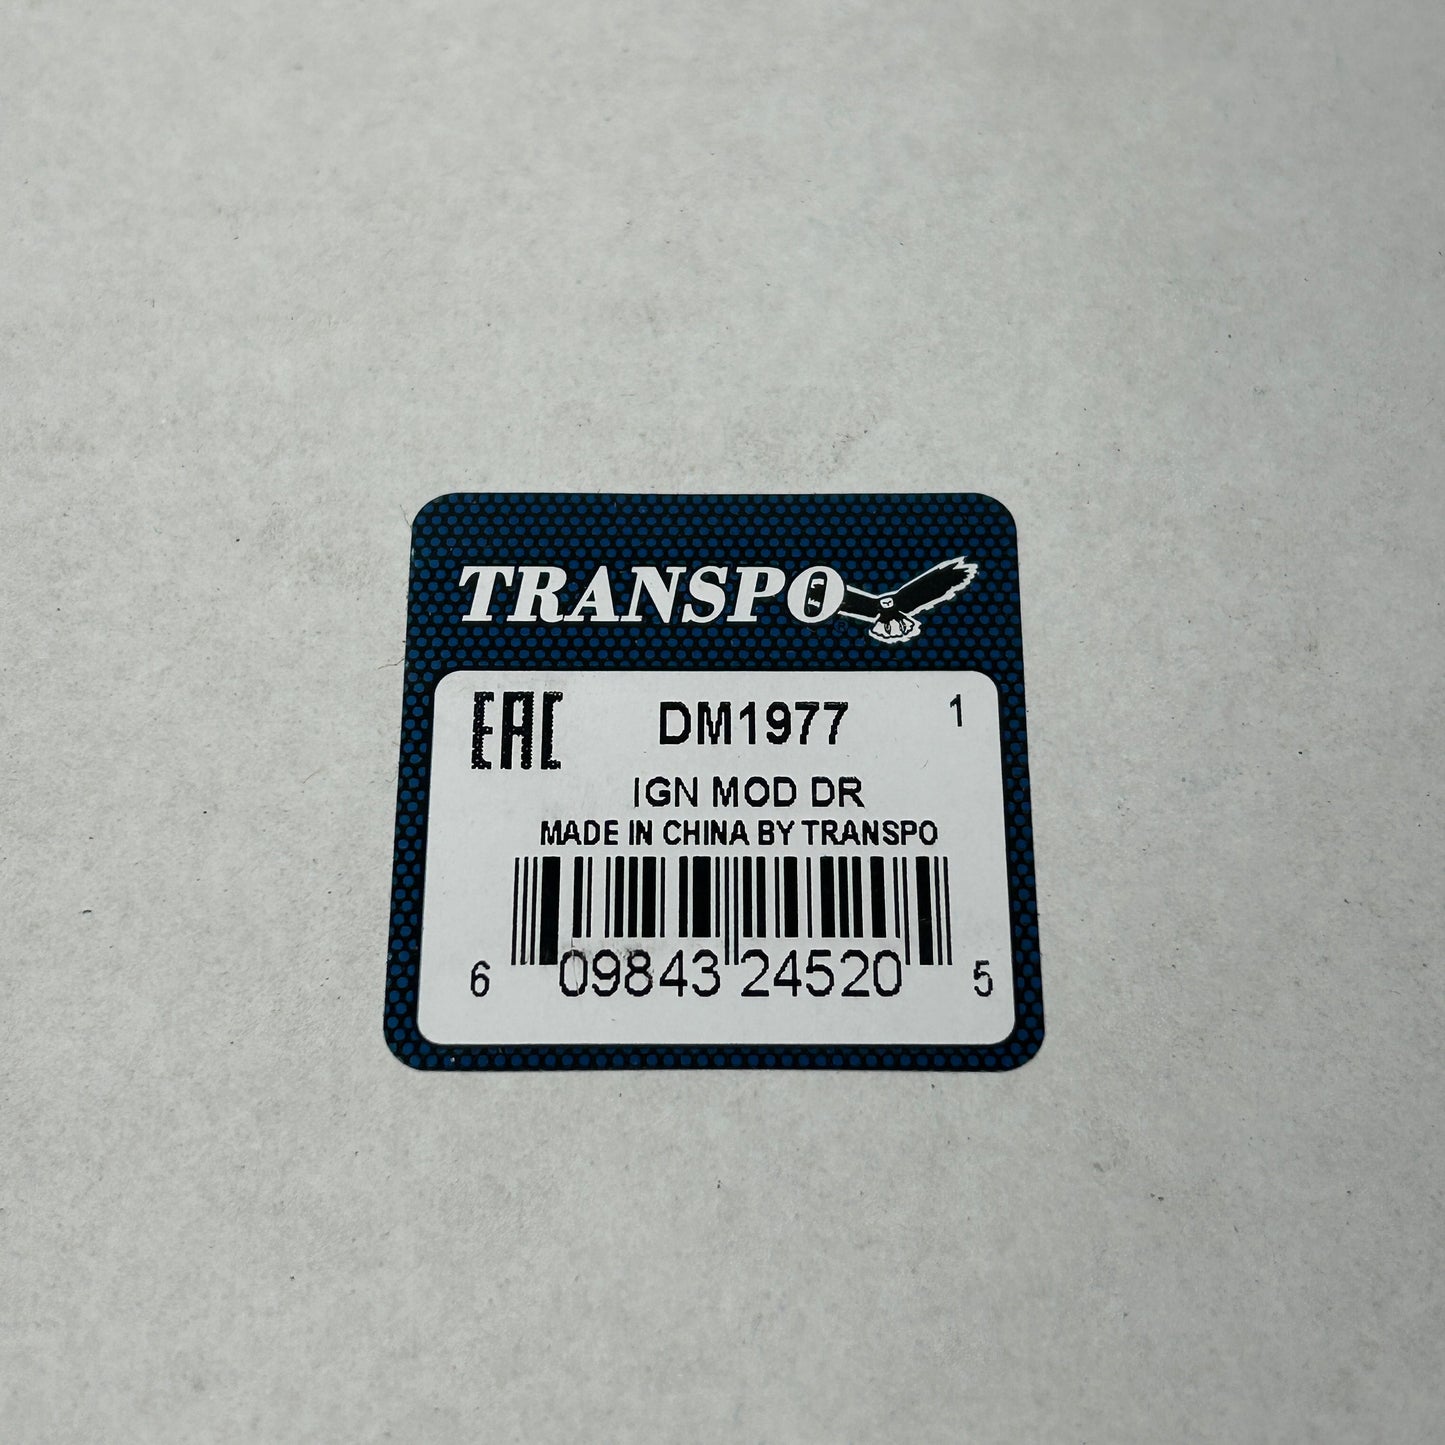 TRANSPO
EAC DM1977 1
IGN MOD DR
MADE IN CHINA BY TRANSPO
6 09843 24520 5